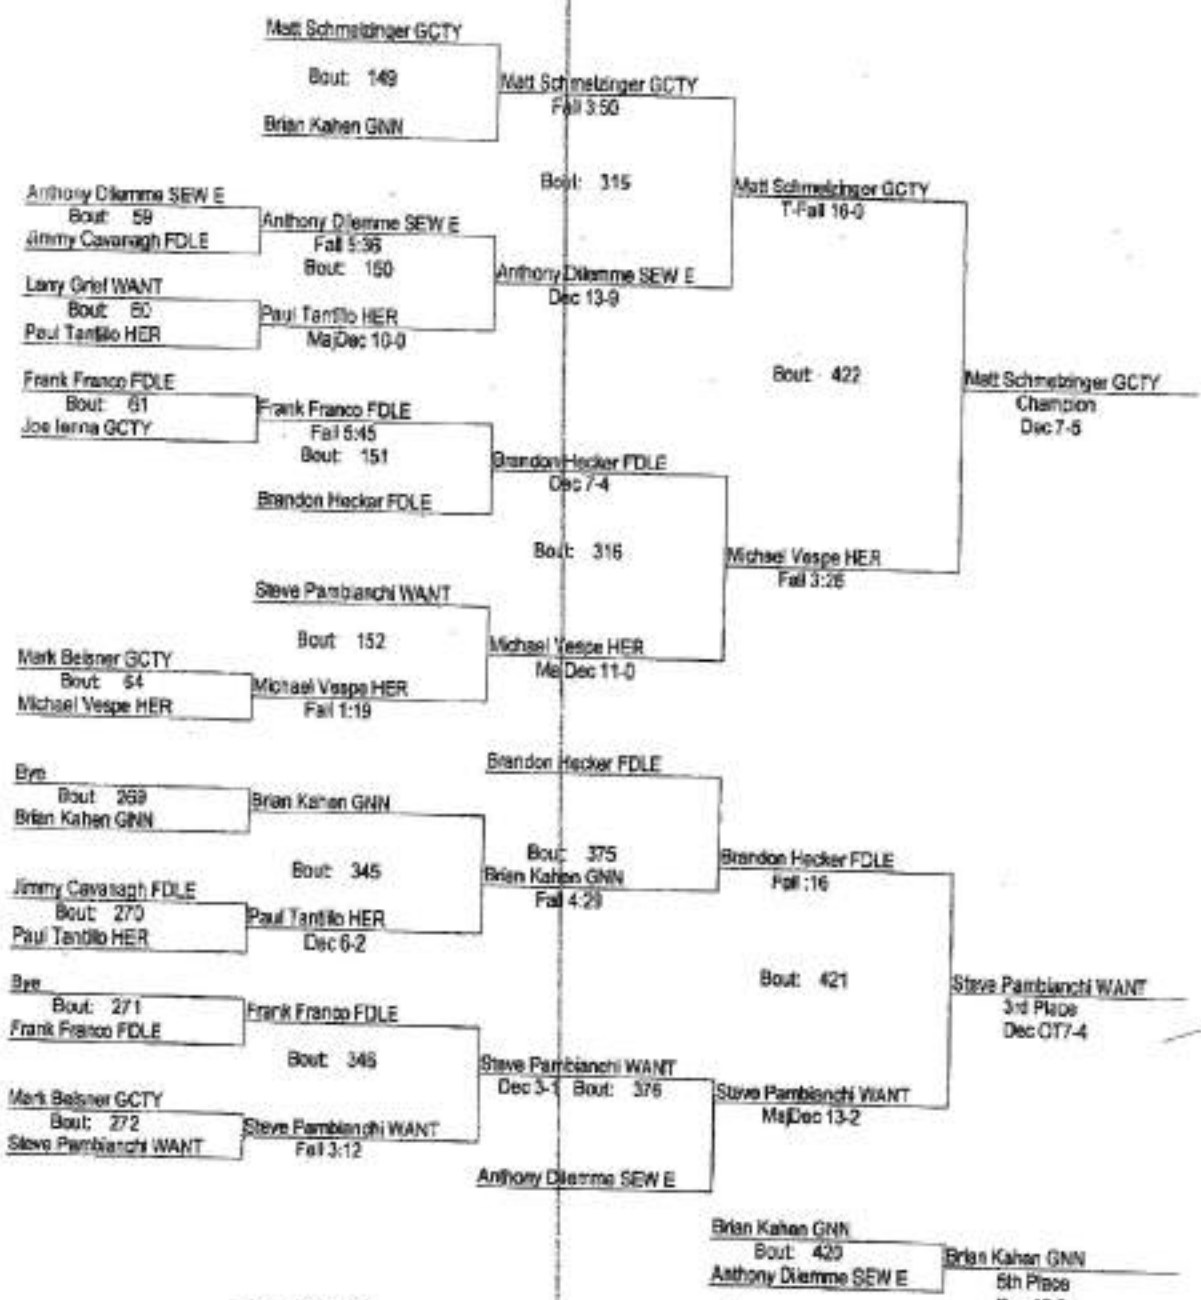 Matt Schmelzinger GCTY
Bout: 149
Matt Schmelzinger GCTY
Fall 3:50
Brian Kahen GNN
Bout: 315
Matt Schmelzinger GCTY
T-Fall 16-0
Anthony Dilemme SEW E
Bout: 59
Jimmy Cavanagh FDLE
Anthony Dilemme SEW E
Fall 5:36
Bout: 150
Anthony Dilemme SEW E
Dec 13-9
Larry Grief WANT
Bout: 60
Paul Tantillo HER
Paul Tantillo HER
MajDec 10-0
Bout: 422
Matt Schmelzinger GCTY
Champion
Dec 7-5
Frank Franco FDLE
Bout: 61
Joe Ienna GCTY
Frank Franco FDLE
Fall 5:45
Bout: 151
Brandon Hecker FDLE
Dec 7-4
Brandon Hecker FDLE
Bout: 316
Michael Vespe HER
Fall 3:26
Steve Pambianchi WANT
Bout: 152
Michael Vespe HER
MajDec 11-0
Mark Beisner GCTY
Bout: 64
Michael Vespe HER
Michael Vespe HER
Fall 1:19
Brandon Hecker FDLE
Bye
Bout: 269
Brian Kahen GNN
Brian Kahen GNN
Bout: 375
Brandon Hecker FDLE
Fall :16
Bout: 345
Brian Kahen GNN
Fall 4:29
Jimmy Cavanagh FDLE
Bout: 270
Paul Tantillo HER
Paul Tantillo HER
Dec 6-2
Bout: 421
Steve Pambianchi WANT
3rd Place
Dec OT7-4
Bye
Bout: 271
Frank Franco FDLE
Frank Franco FDLE
Bout: 346
Steve Pambianchi WANT
Dec 3-1 Bout: 376
Steve Pambianchi WANT
MajDec 13-2
Mark Beisner GCTY
Bout: 272
Steve Pambianchi WANT
Steve Pambianchi WANT
Fall 3:12
Anthony Dilemme SEW E
Brian Kahen GNN
Bout: 420
Anthony Dilemme SEW E
Brian Kahen GNN
5th Place